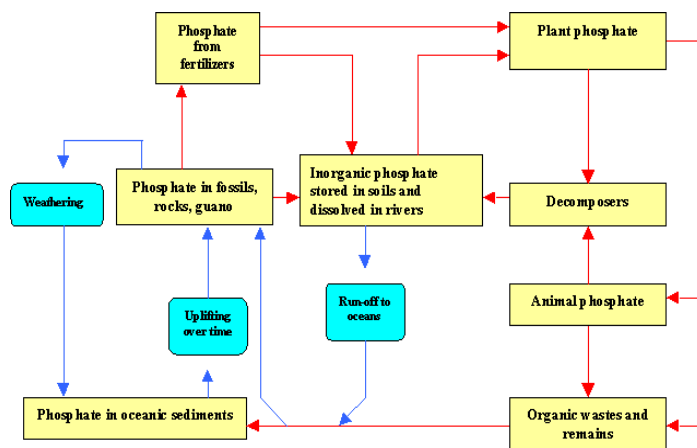 Phosphate
from
fertilizers
Plant phosphate
Weathering
Phosphate in fossils,
rocks, guano
Inorganic phosphate
stored in soils and
dissolved in rivers
Decomposers
Uplifting
over time
Run-off to
oceans
Animal phosphate
Phosphate in oceanic sediments
Organic wastes and
remains